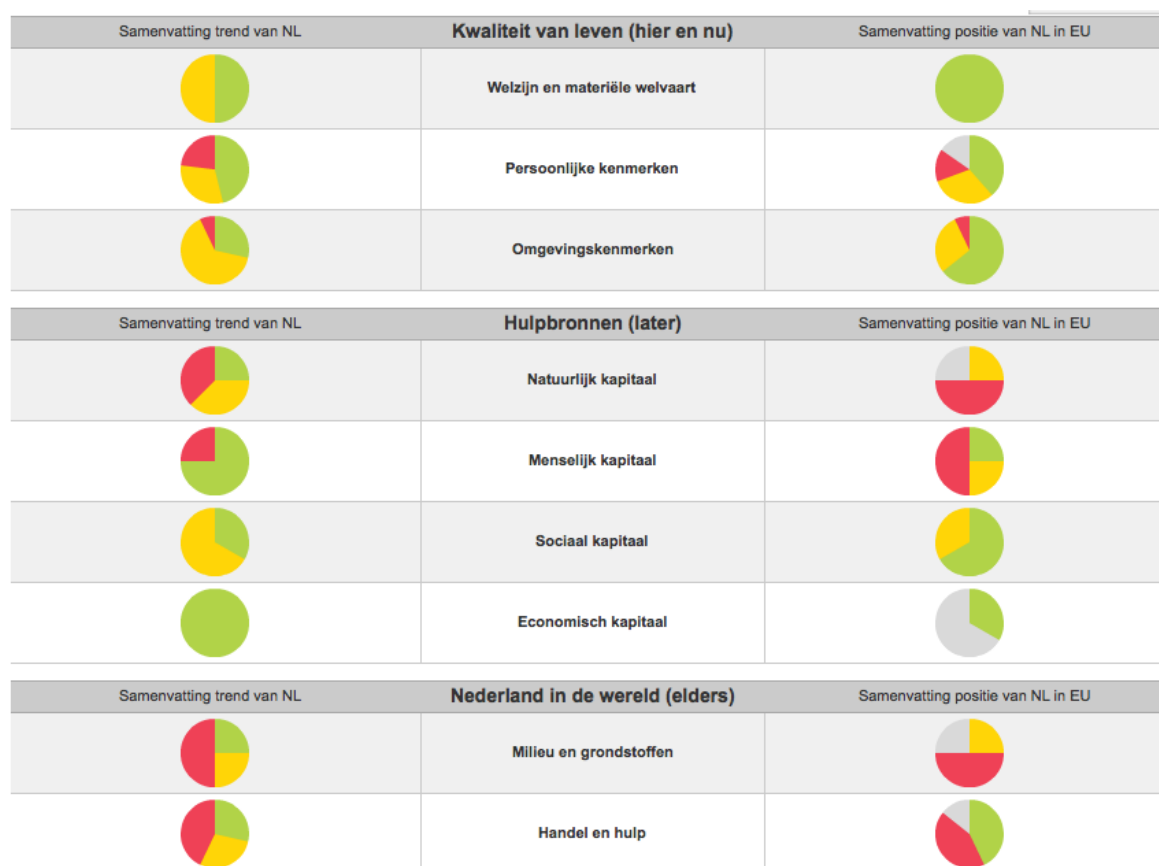 Samenvatting trend van NL Kwaliteit van leven (hier en nu) Samenvatting positie van NL in EU
Welzijn en materiële welvaart
Persoonlijke kenmerken
Omgevingskenmerken
Samenvatting trend van NL Hulpbronnen (later) Samenvatting positie van NL in EU
Natuurlijk kapitaal
Menselijk kapitaal
Sociaal kapitaal
Economisch kapitaal
Samenvatting trend van NL Nederland in de wereld (elders) Samenvatting positie van NL in EU
Milieu en grondstoffen
Handel en hulp